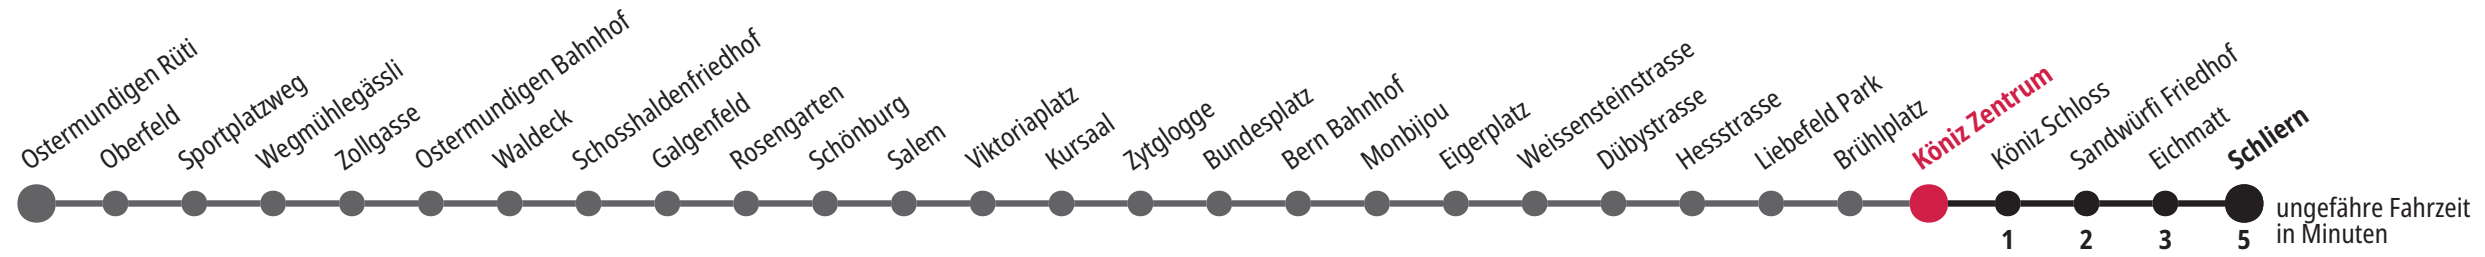 Ostermundigen Rüti
Oberfeld
Sportplatzweg
Wegmühlegässli
Zollgasse
Ostermundigen Bahnhof
Waldeck
Schosshaldenfriedhof
Galgenfeld
Rosengarten
Schönburg
Salem
Viktoriaplatz
Kursaal
Zytglogge
Bundesplatz
Bern Bahnhof
Monbijou
Eigerplatz
Weissensteinstrasse
Dübystrasse
Hessstrasse
Liebefeld Park
Brühlplatz
Köniz Zentrum
Köniz Schloss
Sandwürfi Friedhof
Eichmatt
Schliern
1 2 3 5
ungefähre Fahrzeit
in Minuten